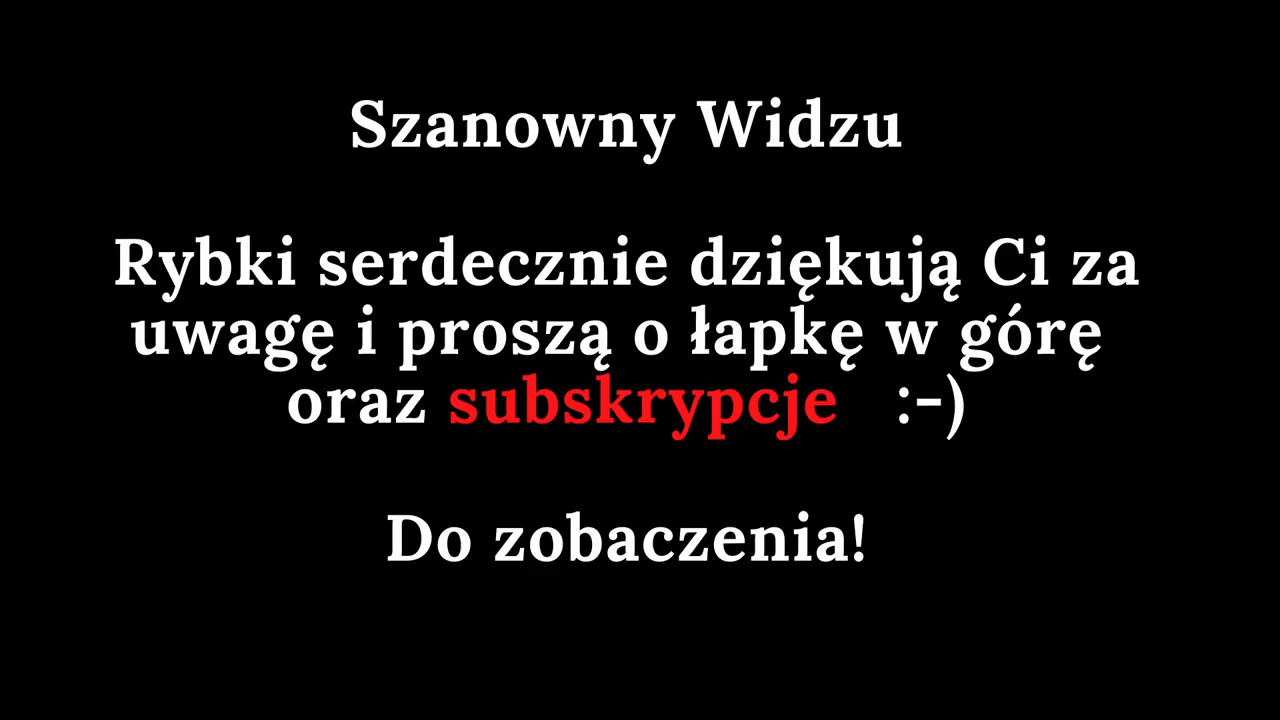 Szanowny Widzu
Rybki serdecznie dziękują Ci za
uwagę i proszą o łapkę w górę
oraz subskrypcje :-)
Do zobaczenia!